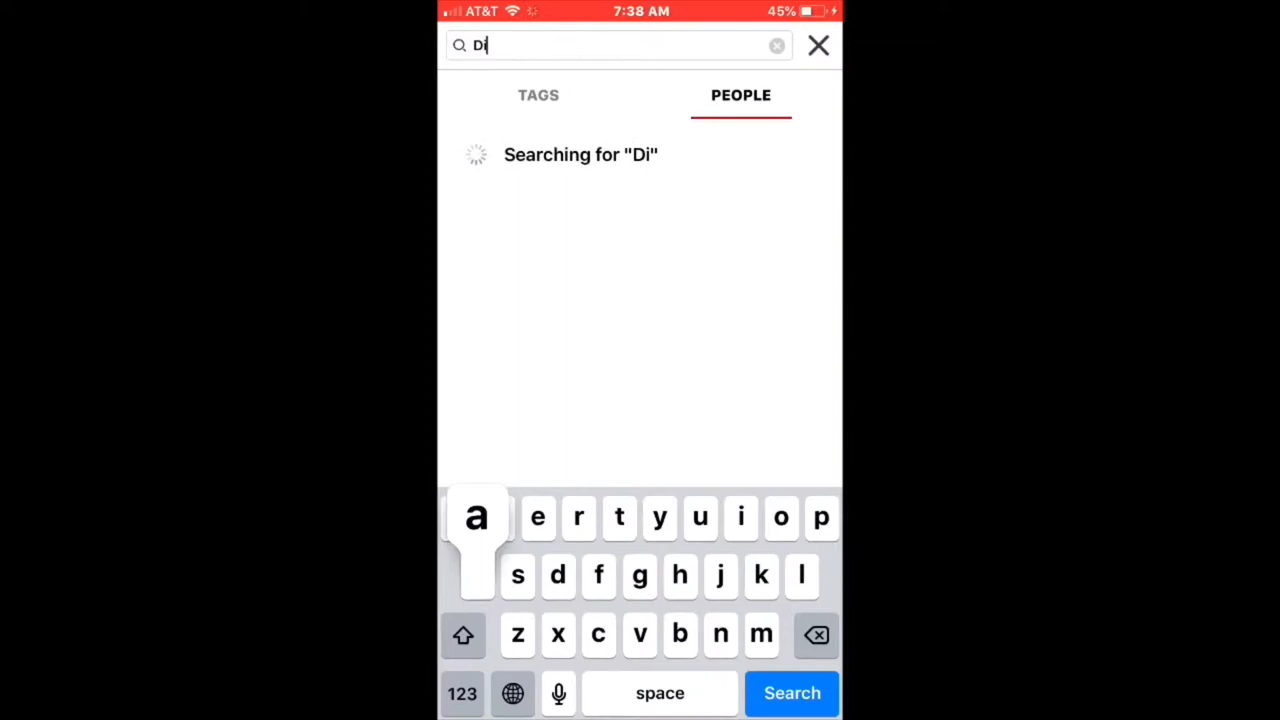 AT&T 7:38 AM 45%
Di
TAGS PEOPLE
Searching for "Di"
a e r t y u i o p
s d f g h j k l
z x c v b n m
123 space Search